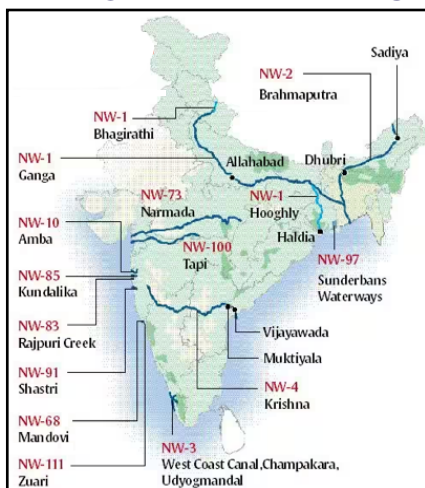 Sadiya
NW-2
Brahmaputra
NW-1
Bhagirathi
NW-1
Ganga
Allahabad
Dhubri
NW-73
Narmada
NW-1
Hooghly
NW-10
Amba
NW-100
Tapi
Haldia
NW-97
Sunderbans
Waterways
NW-85
Kundalika
NW-83
Rajpuri Creek
Vijayawada
Muktiyala
NW-91
Shastri
NW-4
Krishna
NW-68
Mandovi
NW-3
West Coast Canal,Champakara,
Udyogmandal
NW-111
Zuari